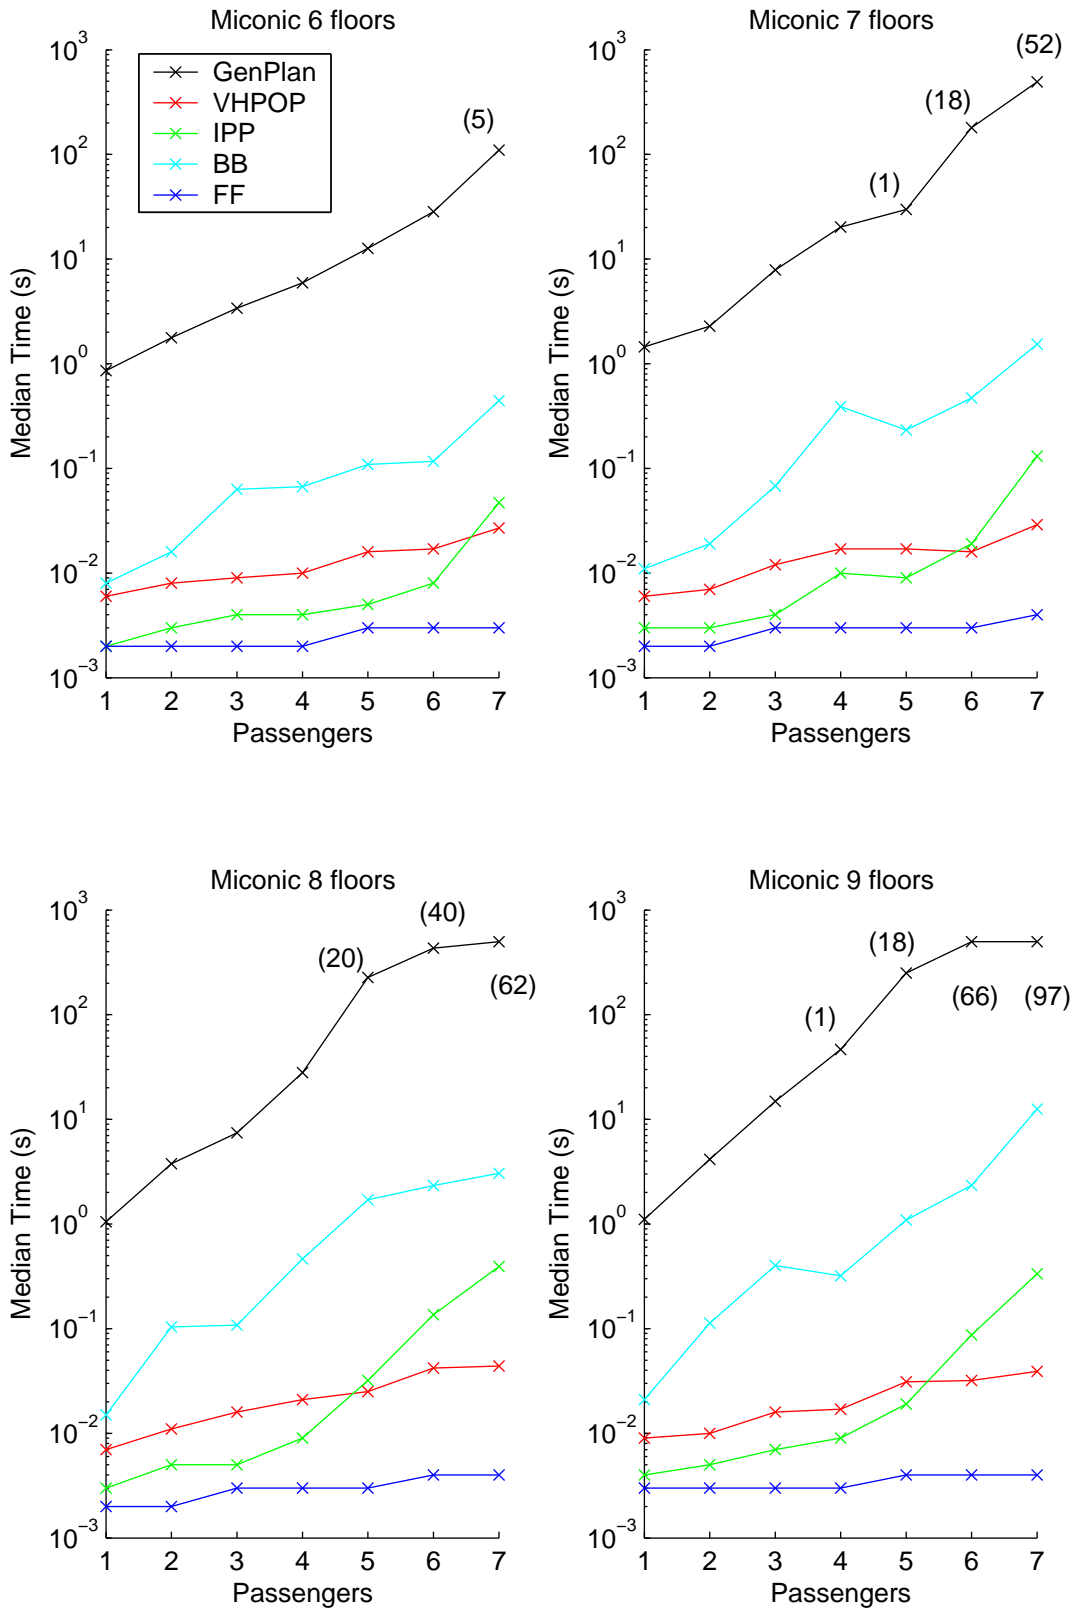 Miconic 6 floors
10^3
10^2
10^1
10^0
10^−1
10^−2
10^−3
Median Time (s)
GenPlan
VHPOP
IPP
BB
FF
(5)
1 2 3 4 5 6 7
Passengers
Miconic 7 floors
10^3
10^2
10^1
10^0
10^−1
10^−2
10^−3
Median Time (s)
(1)
(18)
(52)
1 2 3 4 5 6 7
Passengers
Miconic 8 floors
10^3
10^2
10^1
10^0
10^−1
10^−2
10^−3
Median Time (s)
(20)
(40)
(62)
1 2 3 4 5 6 7
Passengers
Miconic 9 floors
10^3
10^2
10^1
10^0
10^−1
10^−2
10^−3
Median Time (s)
(1)
(18)
(66)
(97)
1 2 3 4 5 6 7
Passengers